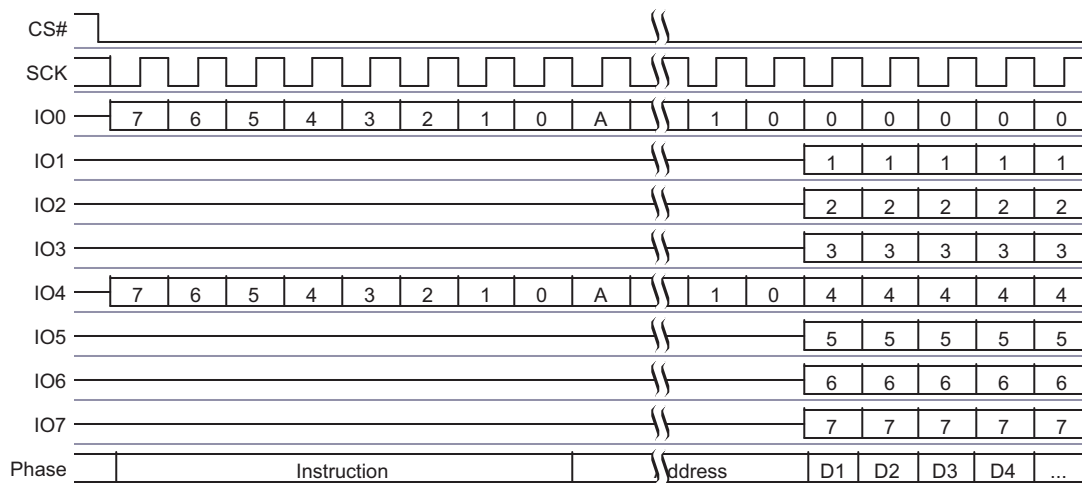 CS#
SCK
IO0 7 6 5 4 3 2 1 0 A 1 0 0 0 0 0 0
IO1 1 1 1 1 1
IO2 2 2 2 2 2
IO3 3 3 3 3 3
IO4 7 6 5 4 3 2 1 0 A 1 0 4 4 4 4 4
IO5 5 5 5 5 5
IO6 6 6 6 6 6
IO7 7 7 7 7 7
Phase Instruction Address D1 D2 D3 D4 ...